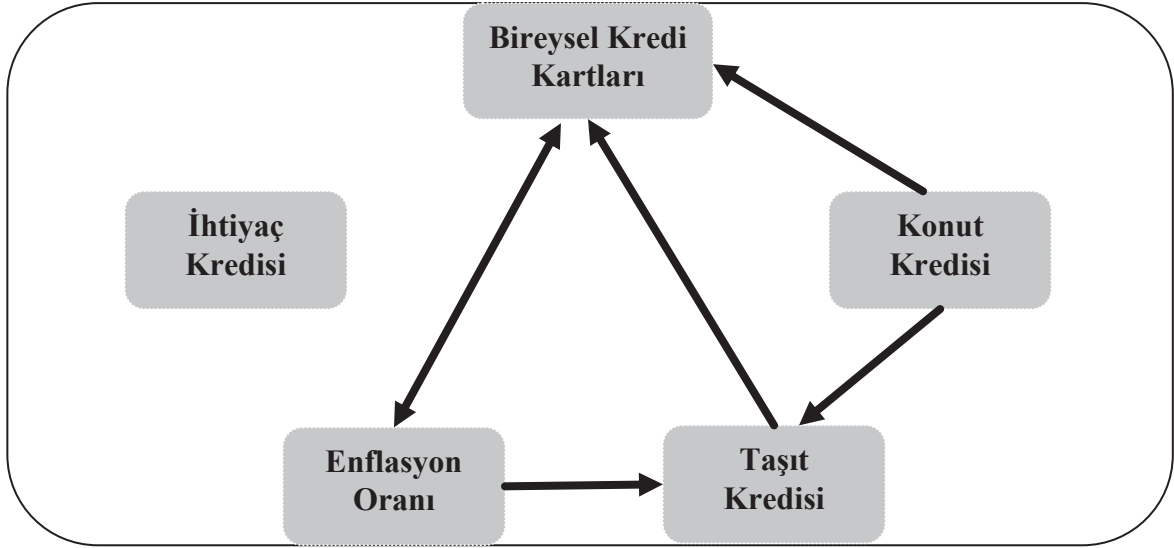 Bireysel Kredi
Kartları
İhtiyaç
Kredisi
Konut
Kredisi
Enflasyon
Oranı
Taşıt
Kredisi